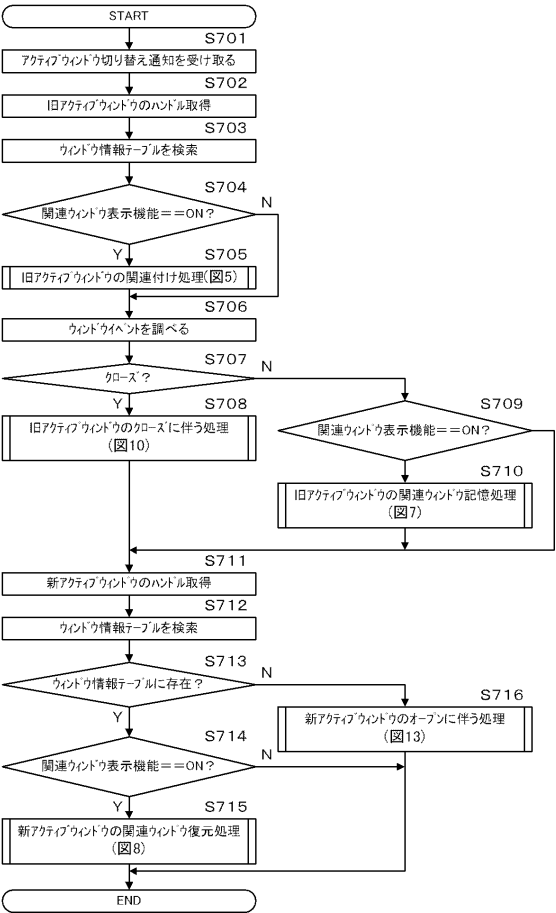 START
S701
アクティブウィンドウ切り替え通知を受け取る
S702
旧アクティブウィンドウのハンドル取得
S703
ウィンドウ情報テーブルを検索
S704
関連ウィンドウ表示機能==ON?
N
Y
S705
旧アクティブウィンドウの関連付け処理(図5)
S706
ウィンドウイベントを調べる
S707
クローズ?
N
Y
S708
旧アクティブウィンドウのクローズに伴う処理
(図10)
S709
関連ウィンドウ表示機能==ON?
S710
旧アクティブウィンドウの関連ウィンドウ記憶処理
(図7)
S711
新アクティブウィンドウのハンドル取得
S712
ウィンドウ情報テーブルを検索
S713
ウィンドウ情報テーブルに存在?
N
Y
S716
新アクティブウィンドウのオープンに伴う処理
(図13)
S714
関連ウィンドウ表示機能==ON?
N
Y
S715
新アクティブウィンドウの関連ウィンドウ復元処理
(図8)
END